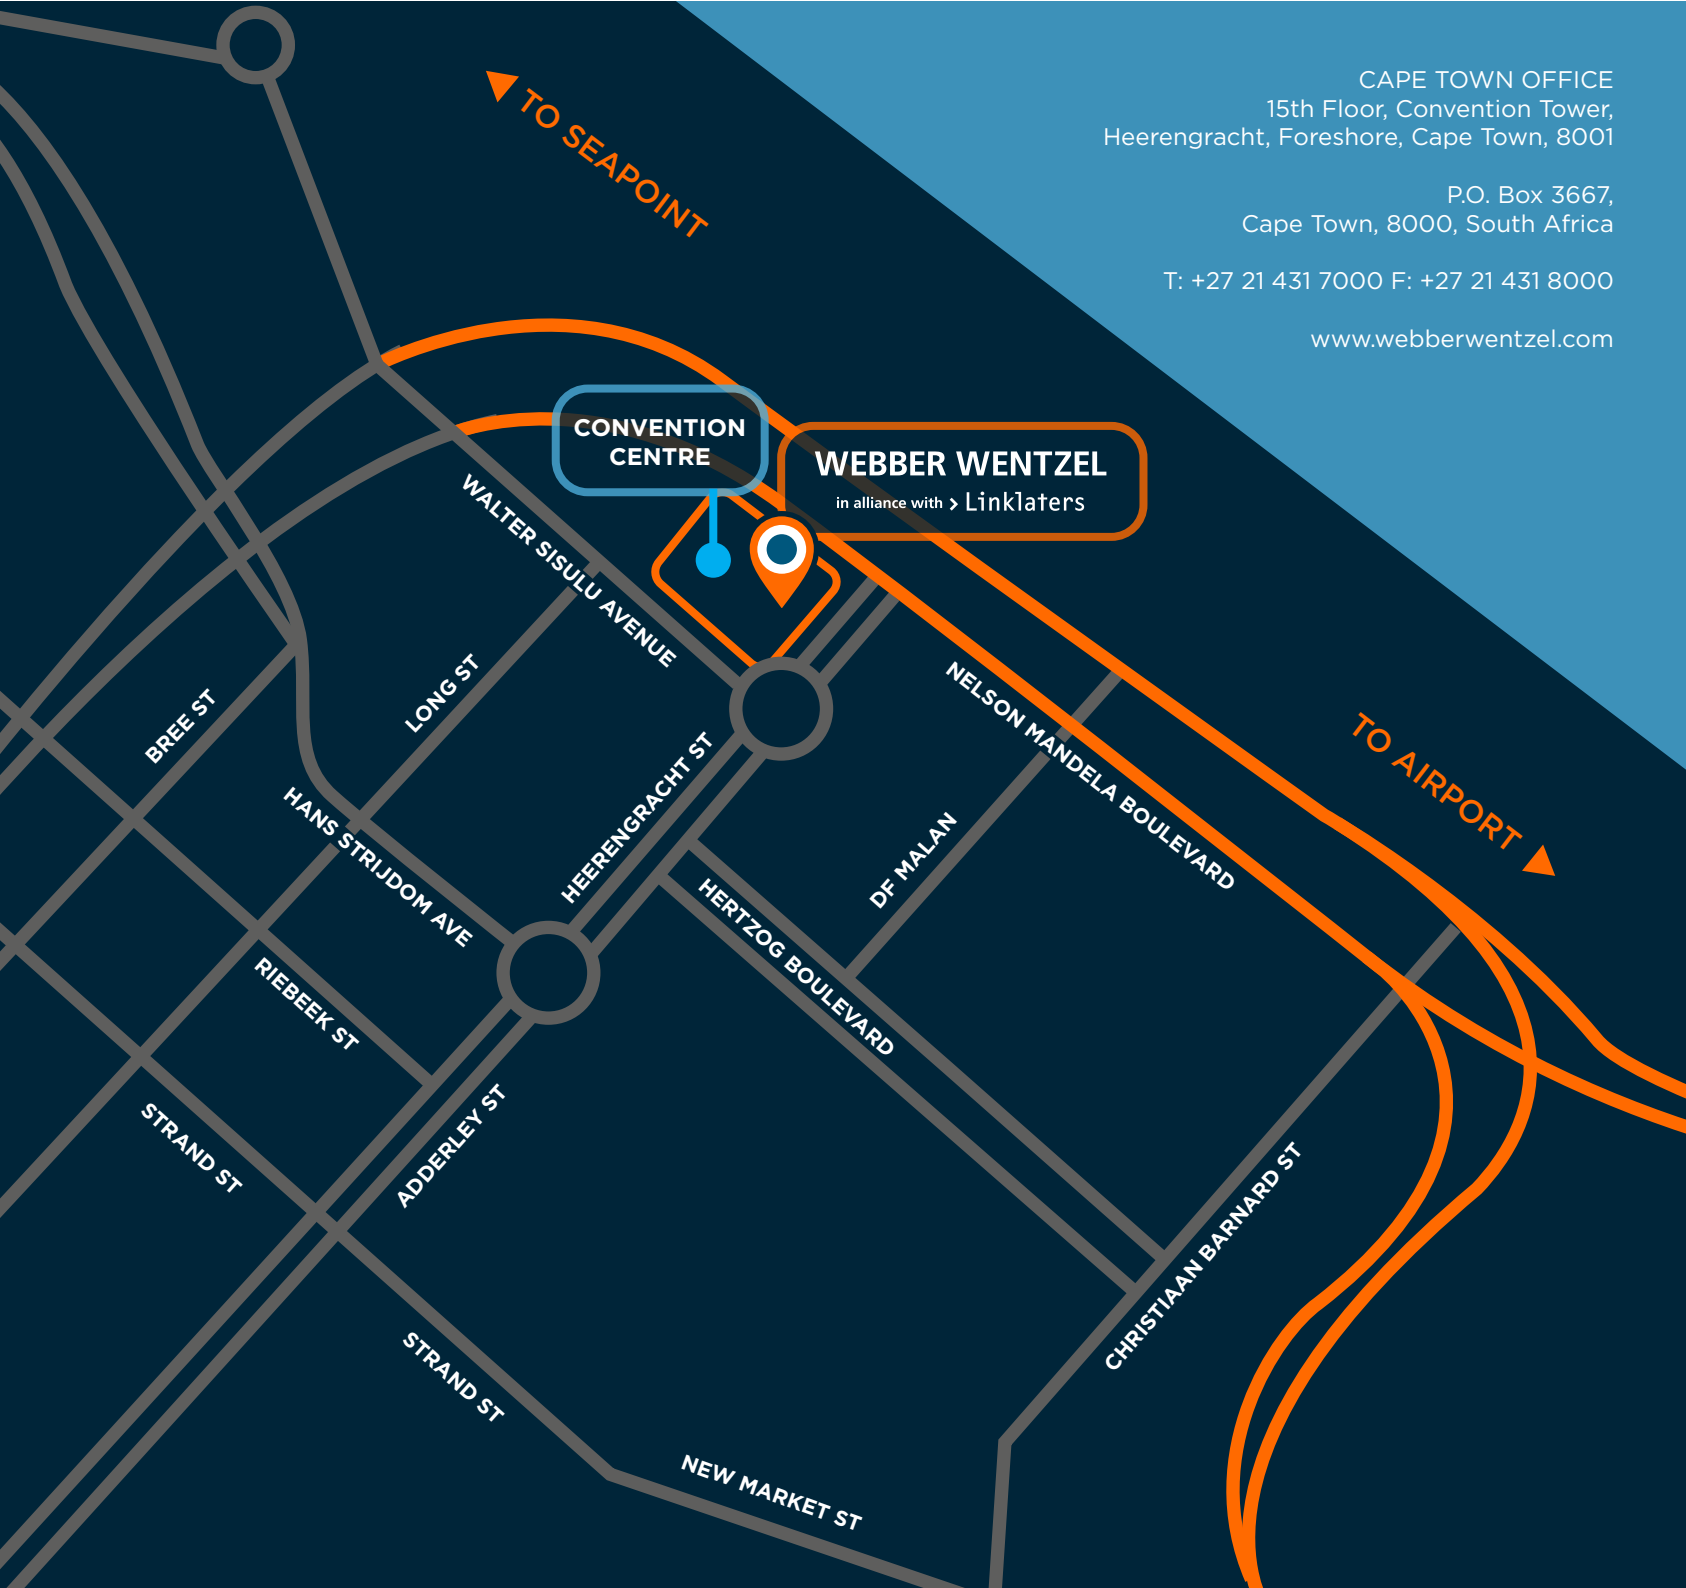 CAPE TOWN OFFICE
15th Floor, Convention Tower,
Heerengracht, Foreshore, Cape Town, 8001
P.O. Box 3667,
Cape Town, 8000, South Africa
T: +27 21 431 7000 F: +27 21 431 8000
www.webberwentzel.com
TO SEAPOINT
CONVENTION
CENTRE
WEBBER WENTZEL
in alliance with > Linklaters
WALTER SISULU AVENUE
NELSON MANDELA BOULEVARD
TO AIRPORT
LONG ST
BREE ST
HEERENGRACHT ST
HANS STRIJDOM AVE
DF MALAN
HERTZOG BOULEVARD
RIEBEEK ST
STRAND ST
ADDERLEY ST
CHRISTIAAN BARNARD ST
STRAND ST
NEW MARKET ST